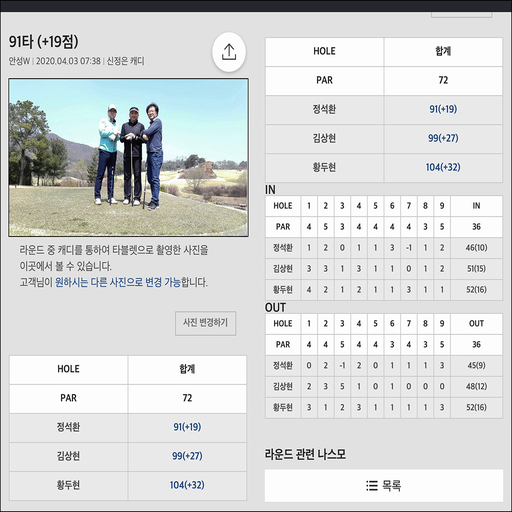 91타 (+19점)
안성W | 2020.04.03 07:38 | 신정은 캐디
라운드 중 캐디를 통하여 타블렛으로 촬영한 사진을
이곳에서 볼 수 있습니다.
고객님이 원하시는 다른 사진으로 변경 가능합니다.
사진 변경하기
HOLE 합계
PAR 72
정석환 91(+19)
김상현 99(+27)
황두현 104(+32)
HOLE 합계
PAR 72
정석환 91(+19)
김상현 99(+27)
황두현 104(+32)
IN
HOLE 1 2 3 4 5 6 7 8 9 IN
PAR 4 5 3 4 4 4 4 3 5 36
정석환 1 2 0 1 1 3 -1 1 2 46(10)
김상현 3 3 1 3 1 1 0 1 2 51(15)
황두현 4 2 1 2 1 1 3 1 1 52(16)
OUT
HOLE 1 2 3 4 5 6 7 8 9 OUT
PAR 4 4 5 4 4 3 4 3 5 36
정석환 0 2 -1 2 0 1 1 1 3 45(9)
김상현 2 3 5 1 0 1 0 0 0 48(12)
황두현 3 1 2 3 1 1 1 1 3 52(16)
라운드 관련 나스모
목록